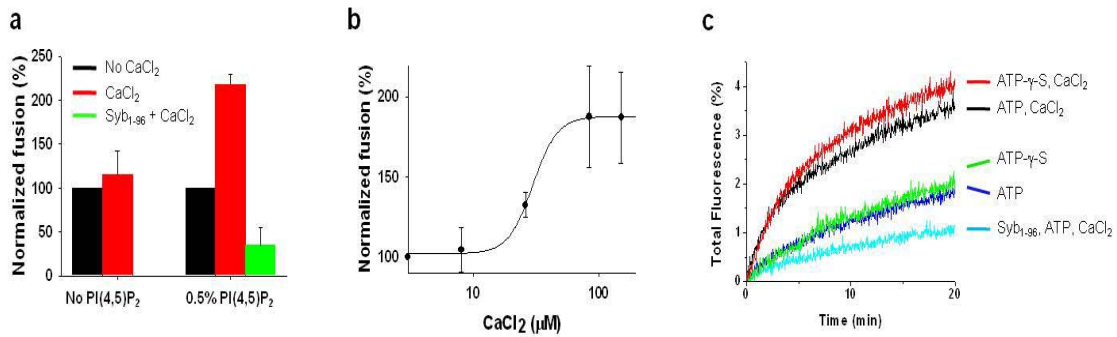 a
Normalized fusion (%)
250
200
150
100
50
0
No CaCl2
CaCl2
Syb1-96 + CaCl2
No PI(4,5)P2
0.5% PI(4,5)P2
b
Normalized fusion (%)
200
150
100
10
100
CaCl2 (μM)
c
Total Fluorescence (%)
4
3
2
1
0
0
10
20
Time (min)
ATP-γ-S, CaCl2
ATP, CaCl2
ATP-γ-S
ATP
Syb1-96, ATP, CaCl2